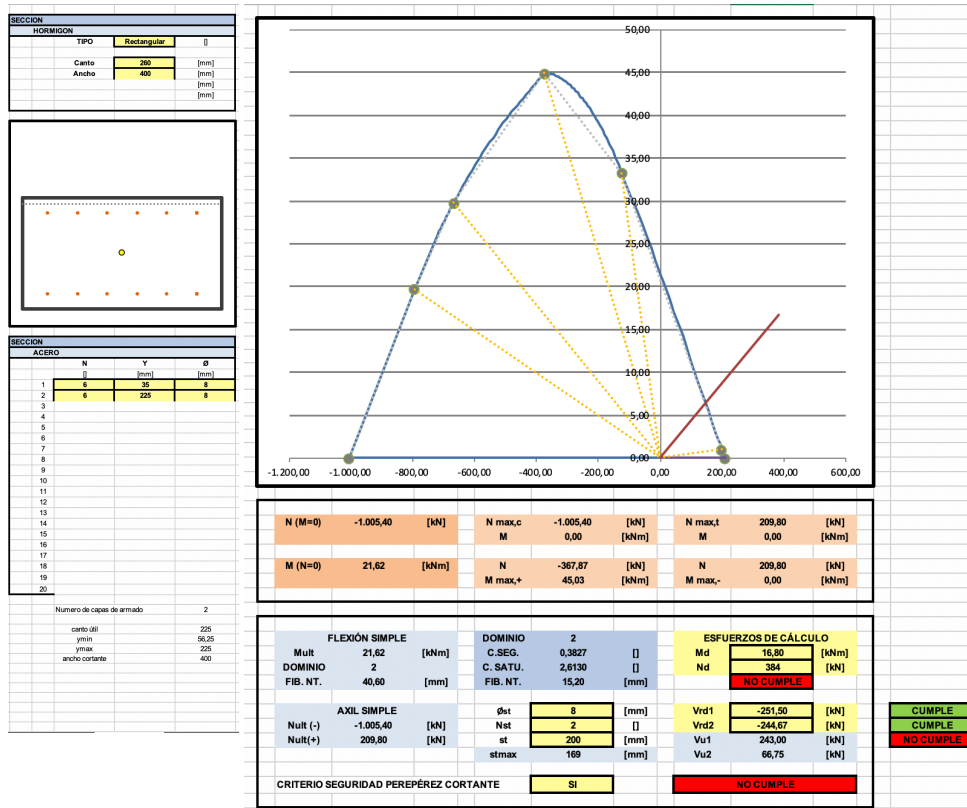 SECCION
HORMIGON
TIPO Rectangular []
Canto 260 [mm]
Ancho 400 [mm]
[mm]
[mm]
SECCION
ACERO
N Y Ø
[] [mm] [mm]
1 6 35 8
2 6 225 8
3
4
5
6
7
8
9
10
11
12
13
14
15
16
17
18
19
20
Numero de capas de armado 2
canto útil 225
ymin 56,25
ymax 225
ancho cortante 400
50,00
45,00
40,00
35,00
30,00
25,00
20,00
15,00
10,00
5,00
0,00
-1.200,00 -1.000,00 -800,00 -600,00 -400,00 -200,00 0,00 200,00 400,00 600,00
N (M=0) -1.005,40 [kN] N max,c -1.005,40 [kN] N max,t 209,80 [kN]
M 0,00 [kNm] M 0,00 [kNm]
M (N=0) 21,62 [kNm] N -367,87 [kN] N 209,80 [kN]
M max,+ 45,03 [kNm] M max,- 0,00 [kNm]
FLEXIÓN SIMPLE DOMINIO 2 ESFUERZOS DE CÁLCULO
Mult 21,62 [kNm] C.SEG. 0,3827 [] Md 16,80 [kNm]
DOMINIO 2 C. SATU. 2,6130 [] Nd 384 [kN]
FIB. NT. 40,60 [mm] FIB. NT. 15,20 [mm] NO CUMPLE
AXIL SIMPLE Øst 8 [mm] Vrd1 -251,50 [kN] CUMPLE
Nult (-) -1.005,40 [kN] Nst 2 [] Vrd2 -244,67 [kN] CUMPLE
Nult(+) 209,80 [kN] st 200 [mm] Vu1 243,00 [kN] NO CUMPLE
stmax 169 [mm] Vu2 66,75 [kN]
CRITERIO SEGURIDAD PEREPÉREZ CORTANTE SI NO CUMPLE